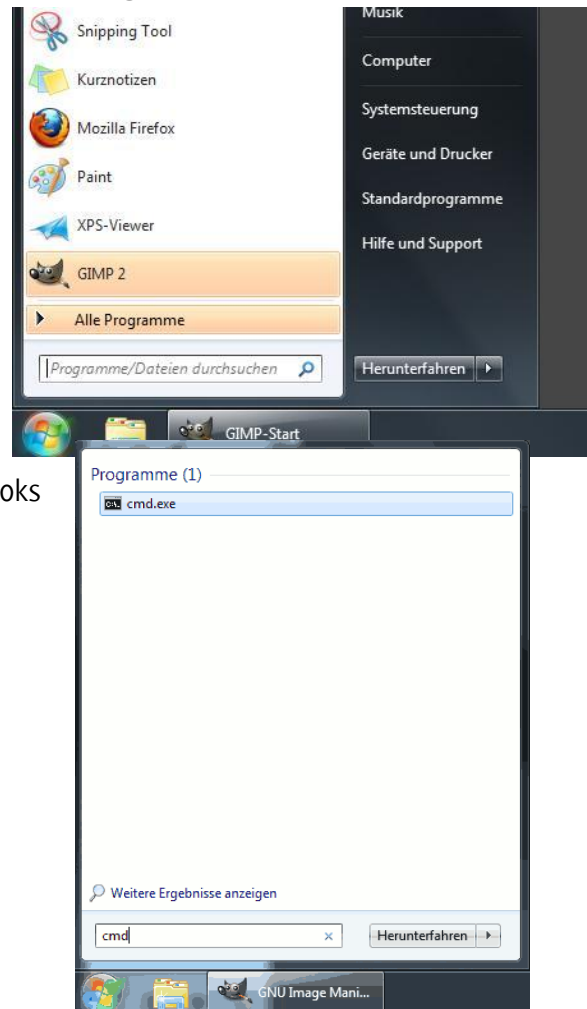 Snipping Tool
Kurznotizen
Mozilla Firefox
Paint
XPS-Viewer
GIMP 2
Alle Programme
Programme/Dateien durchsuchen
Musik
Computer
Systemsteuerung
Geräte und Drucker
Standardprogramme
Hilfe und Support
Herunterfahren
GIMP-Start
ooks
Programme (1)
cmd.exe
Weitere Ergebnisse anzeigen
cmd
Herunterfahren
GNU Image Mani...